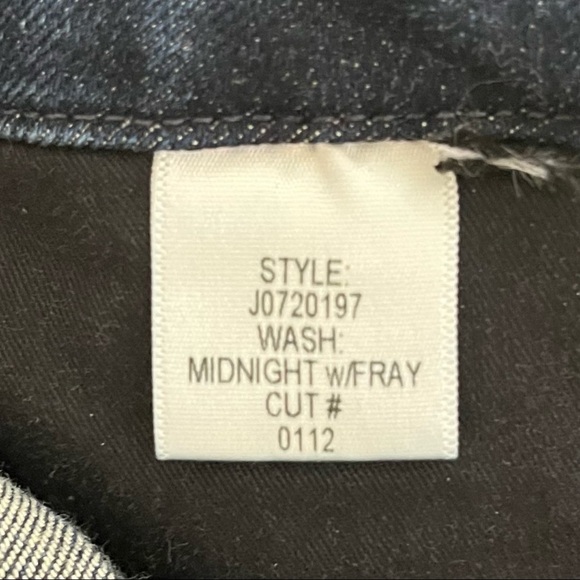 STYLE:
J0720197
WASH:
MIDNIGHT W/FRAY
CUT #
0112